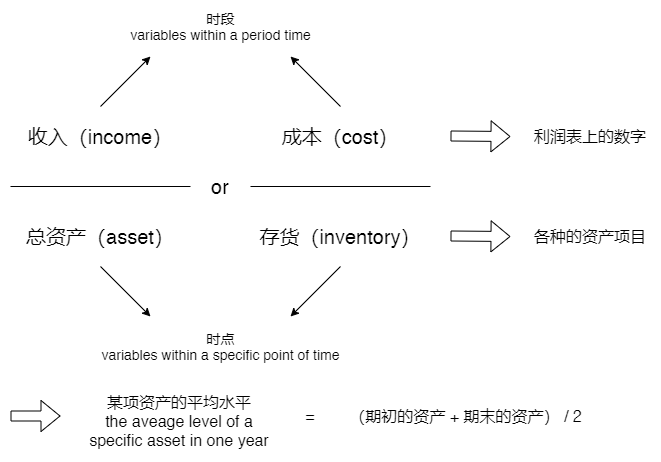 时段
variables within a period time
收入（income） 成本（cost） 利润表上的数字
or
总资产（asset） 存货（inventory） 各种的资产项目
时点
variables within a specific point of time
某项资产的平均水平
the aveage level of a = （期初的资产 + 期末的资产） / 2
specific asset in one year